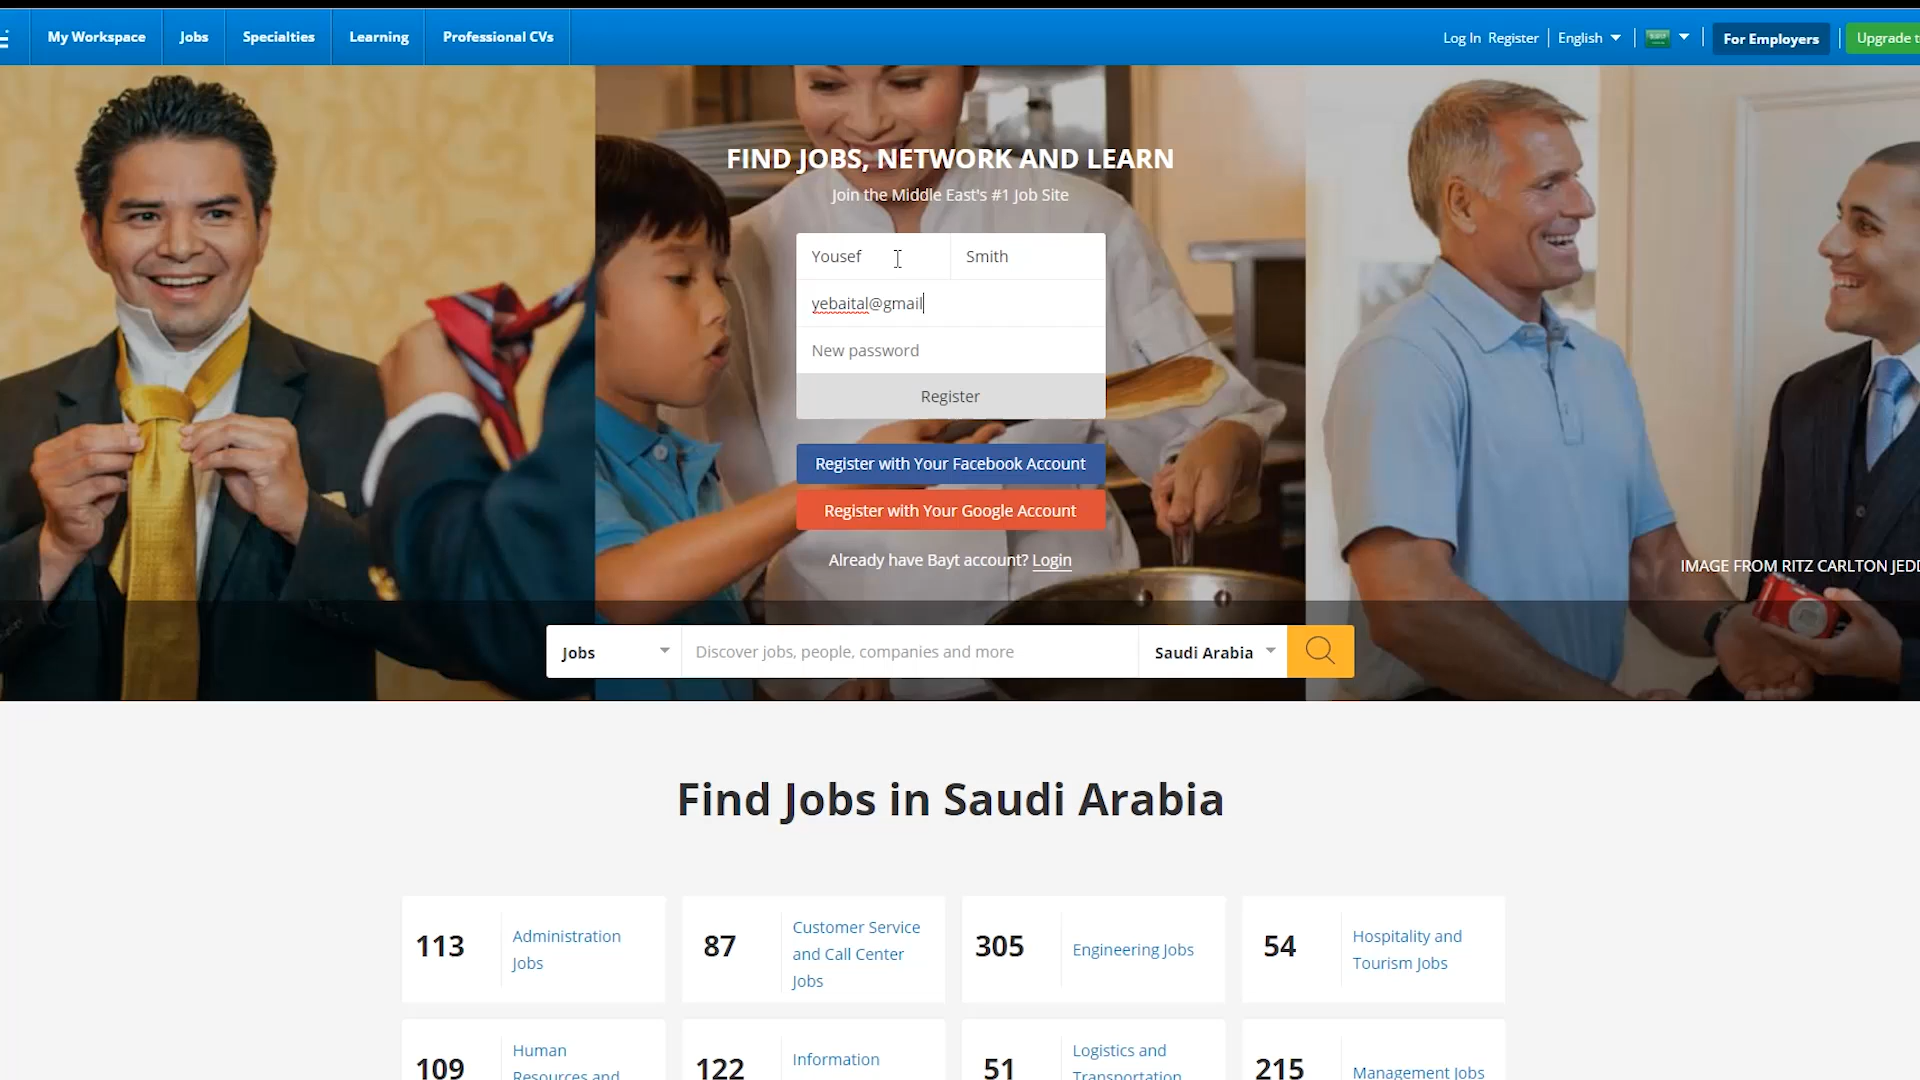 My Workspace
Jobs
Specialties
Learning
Professional CVs
Log In Register
English
For Employers
Upgrade t
FIND JOBS, NETWORK AND LEARN
Join the Middle East's #1 Job Site
Yousef
Smith
yebaital@gmail
New password
Register
Register with Your Facebook Account
Register with Your Google Account
Already have Bayt account? Login
IMAGE FROM RITZ CARLTON JEDD
Jobs
Discover jobs, people, companies and more
Saudi Arabia
Find Jobs in Saudi Arabia
113
Administration
Jobs
87
Customer Service
and Call Center
Jobs
305
Engineering Jobs
54
Hospitality and
Tourism Jobs
109
Human
Resources and
122
Information
51
Logistics and
Transportation
215
Management Jobs